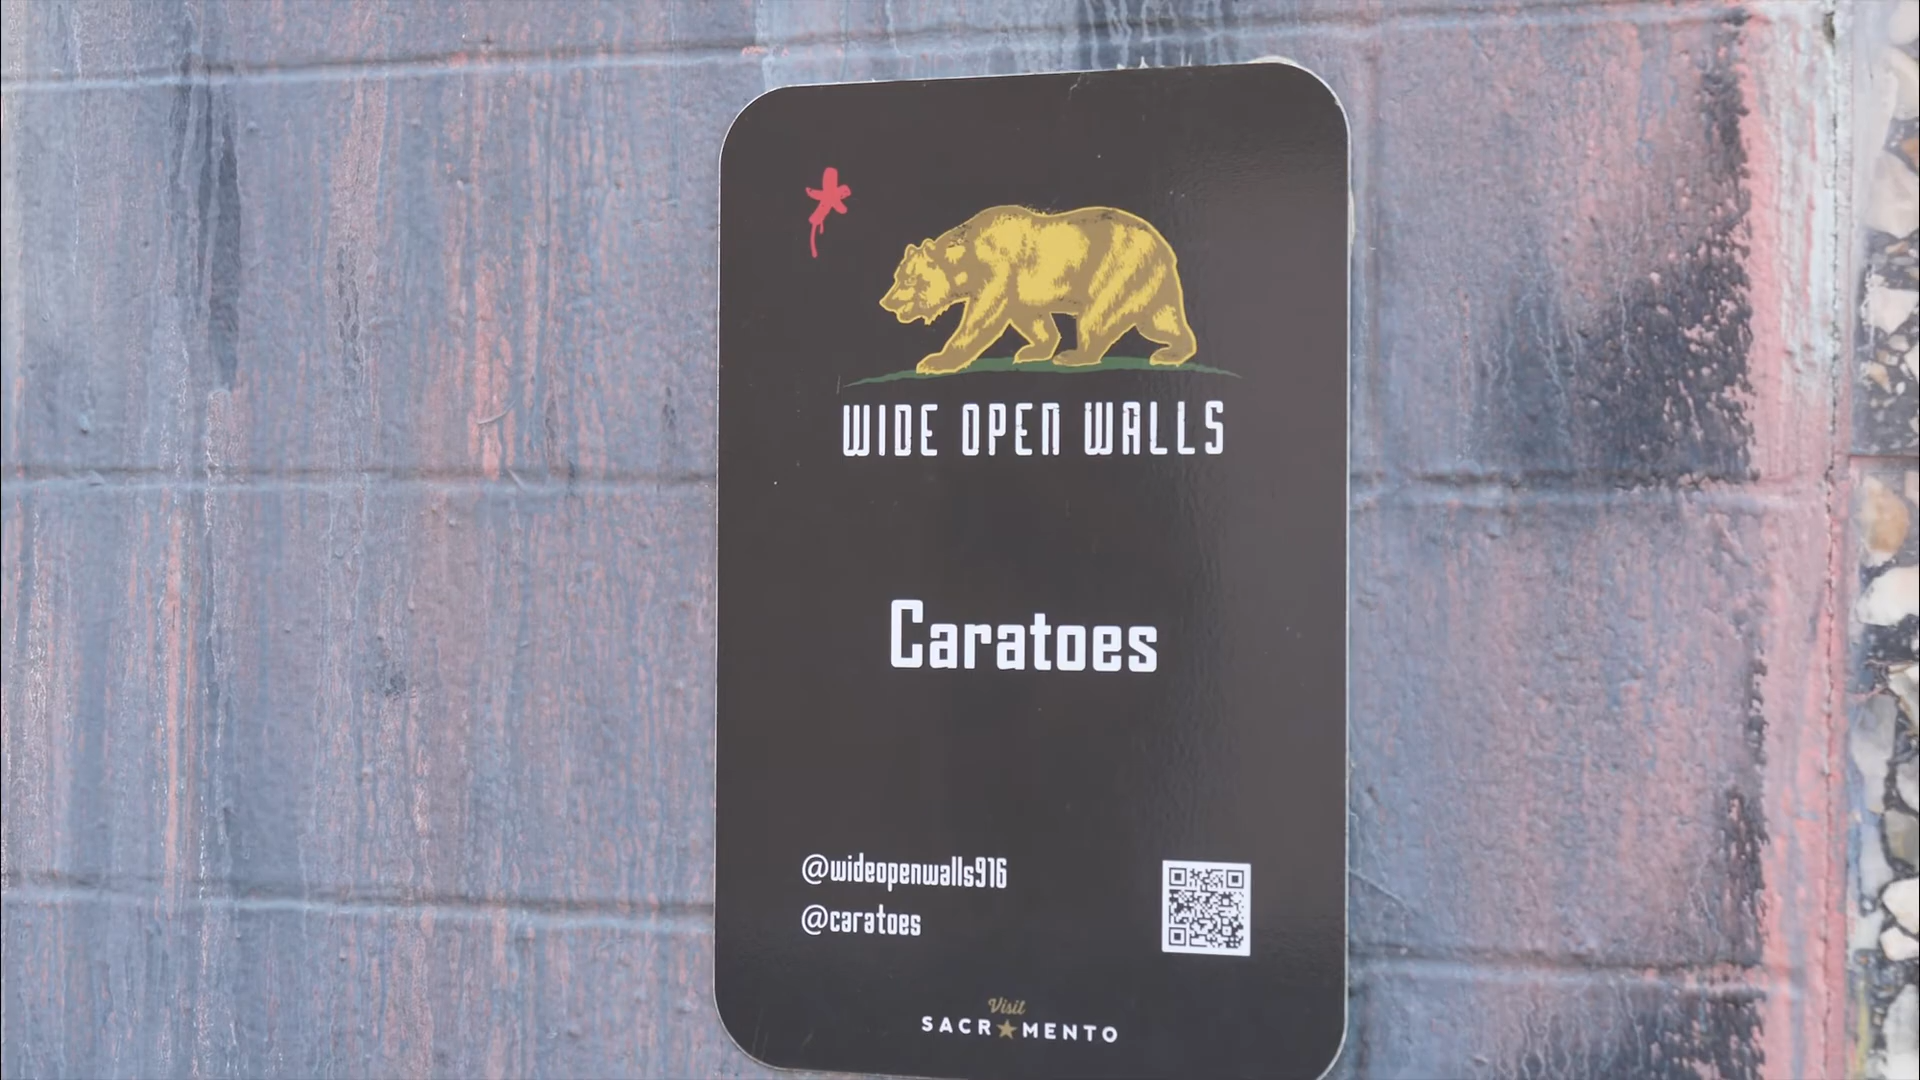 WIDE OPEN WALLS
Caratoes
@wideopenwalls916
@caratoes
Visit
SACR★MENTO